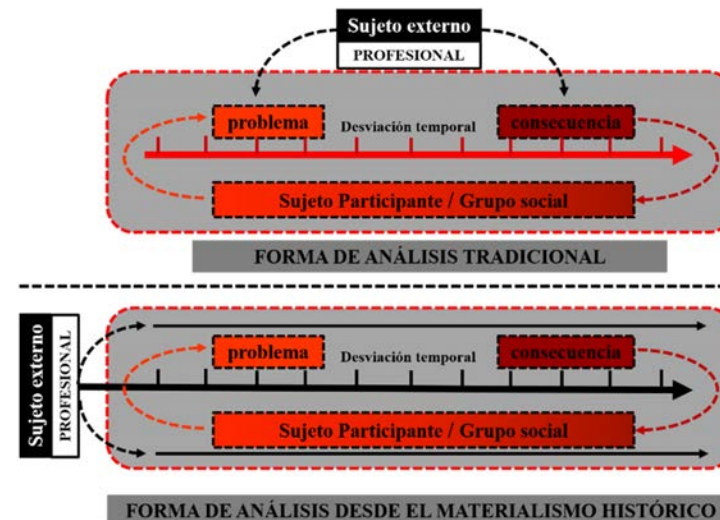 Sujeto externo
PROFESIONAL
problema
Desviación temporal
consecuencia
Sujeto Participante / Grupo social
FORMA DE ANÁLISIS TRADICIONAL
Sujeto externo
PROFESIONAL
problema
Desviación temporal
consecuencia
Sujeto Participante / Grupo social
FORMA DE ANÁLISIS DESDE EL MATERIALISMO HISTÓRICO